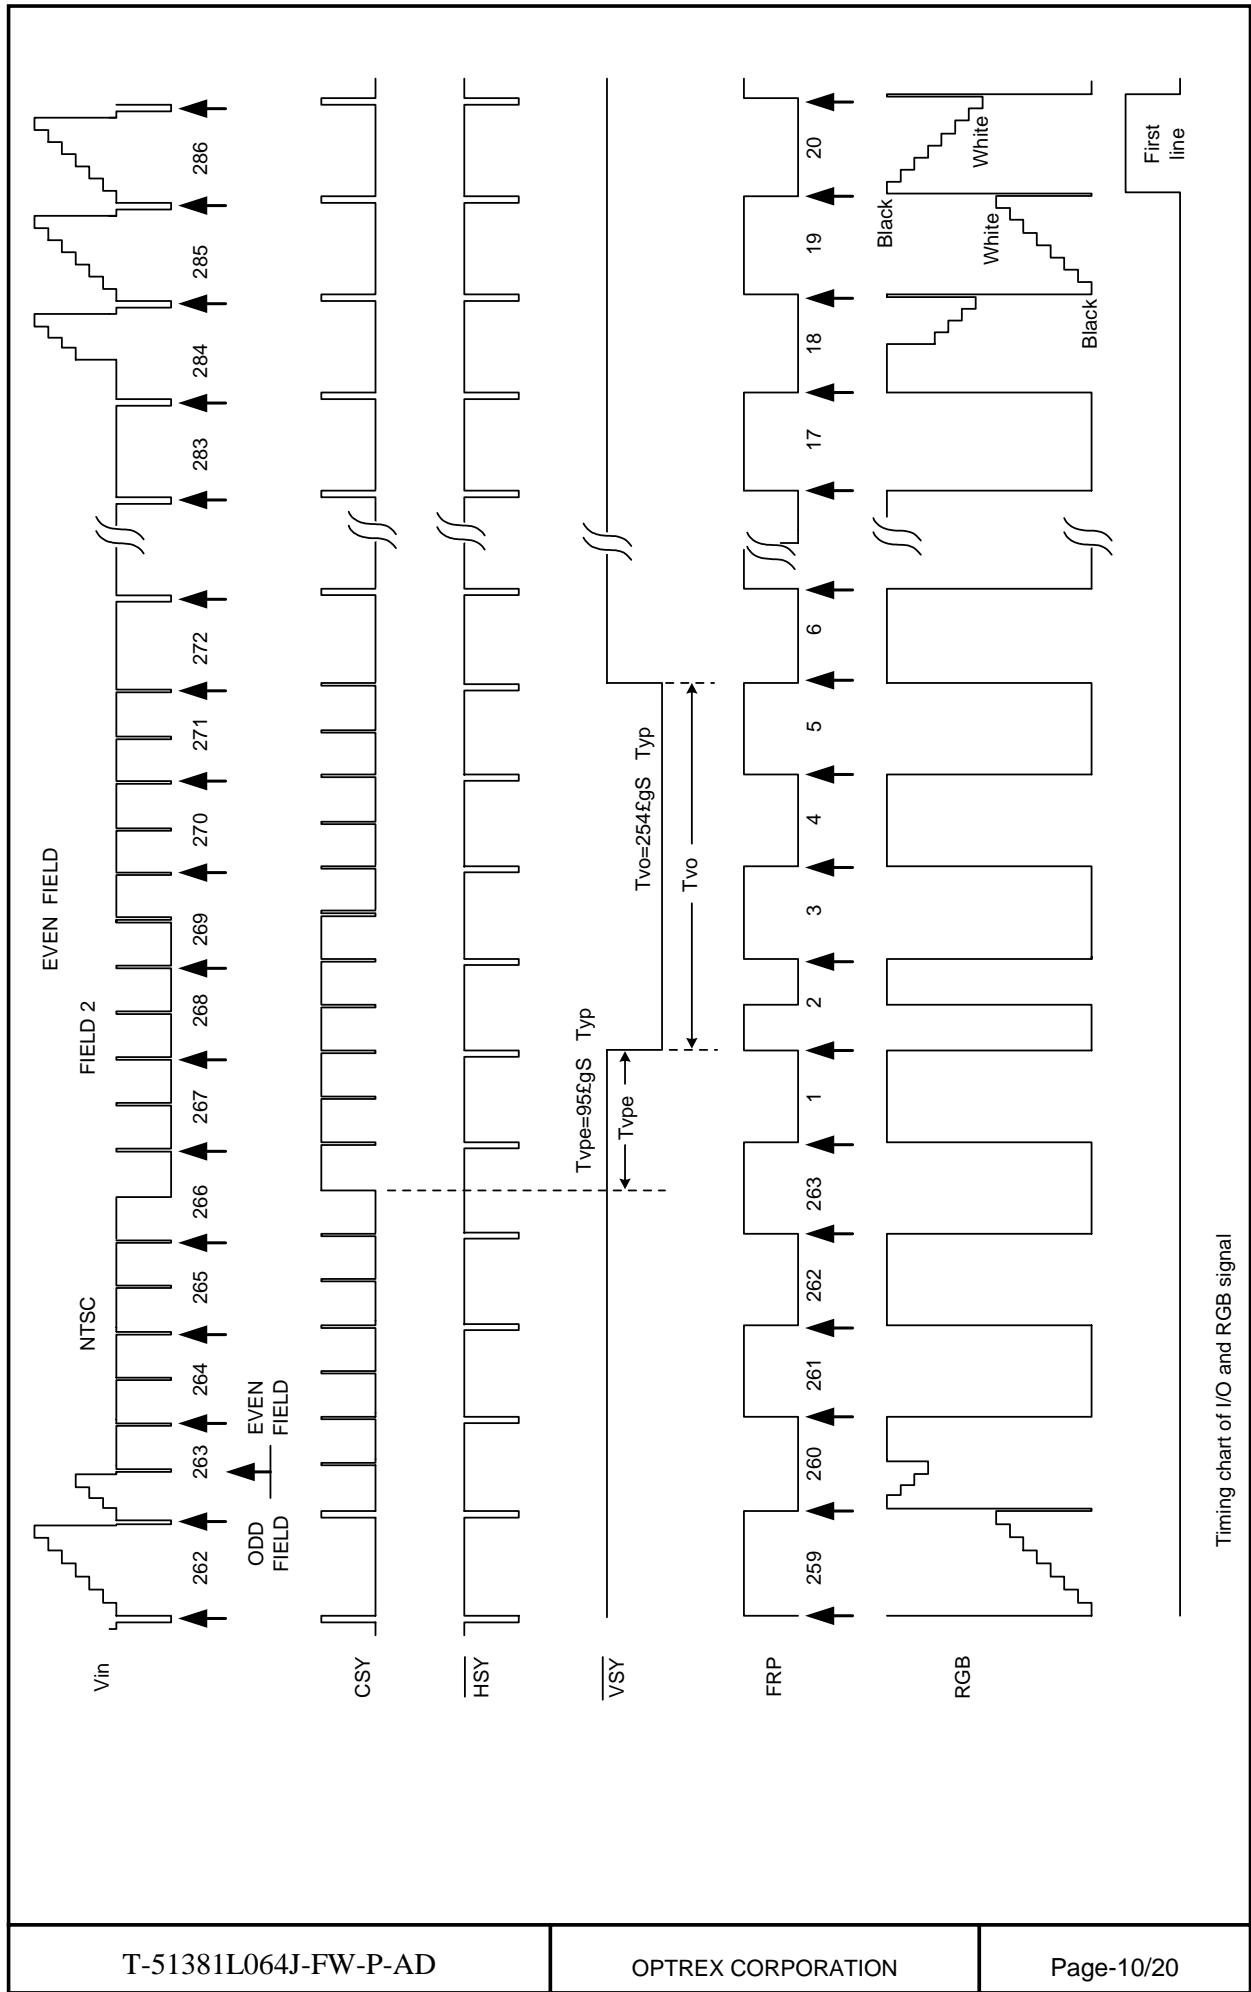 EVEN FIELD
NTSC FIELD 2
Vin
262 263 264 265 266 267 268 269 270 271 272 283 284 285 286
ODD FIELD
EVEN FIELD
CSY
HSY
VSY
Tvpe=95£gS Typ
Tvpe
Tvo=254£gS Typ
Tvo
FRP
259 260 261 262 263 1 2 3 4 5 6 17 18 19 20
RGB
Black
White
White
Black
First
line
Timing chart of I/O and RGB signal
T-51381L064J-FW-P-AD
OPTREX CORPORATION
Page-10/20